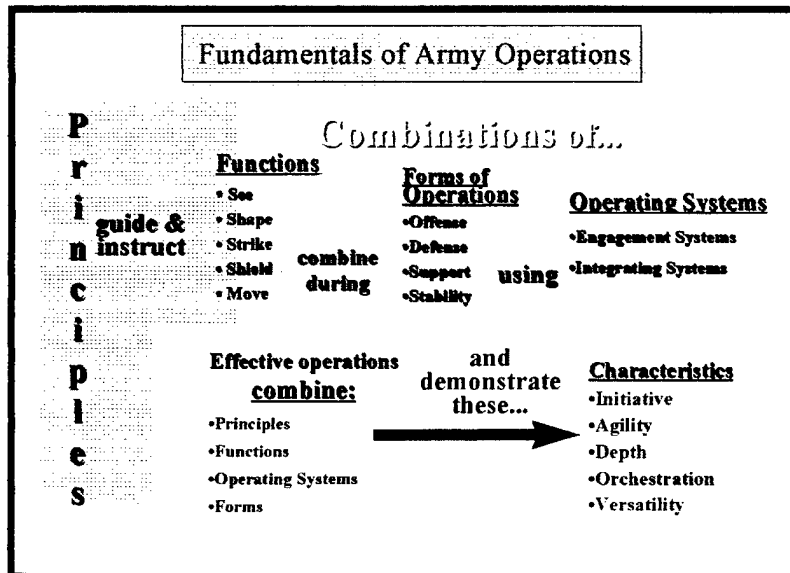 Fundamentals of Army Operations
Principles
guide &
instruct
Combinations of...
Functions
• See
• Shape
• Strike
• Shield
• Move
combine
during
Forms of
Operations
•Offense
•Defense
•Support
•Stability
using
Operating Systems
•Engagement Systems
•Integrating Systems
Effective operations
combine:
•Principles
•Functions
•Operating Systems
•Forms
and
demonstrate
these...
Characteristics
•Initiative
•Agility
•Depth
•Orchestration
•Versatility